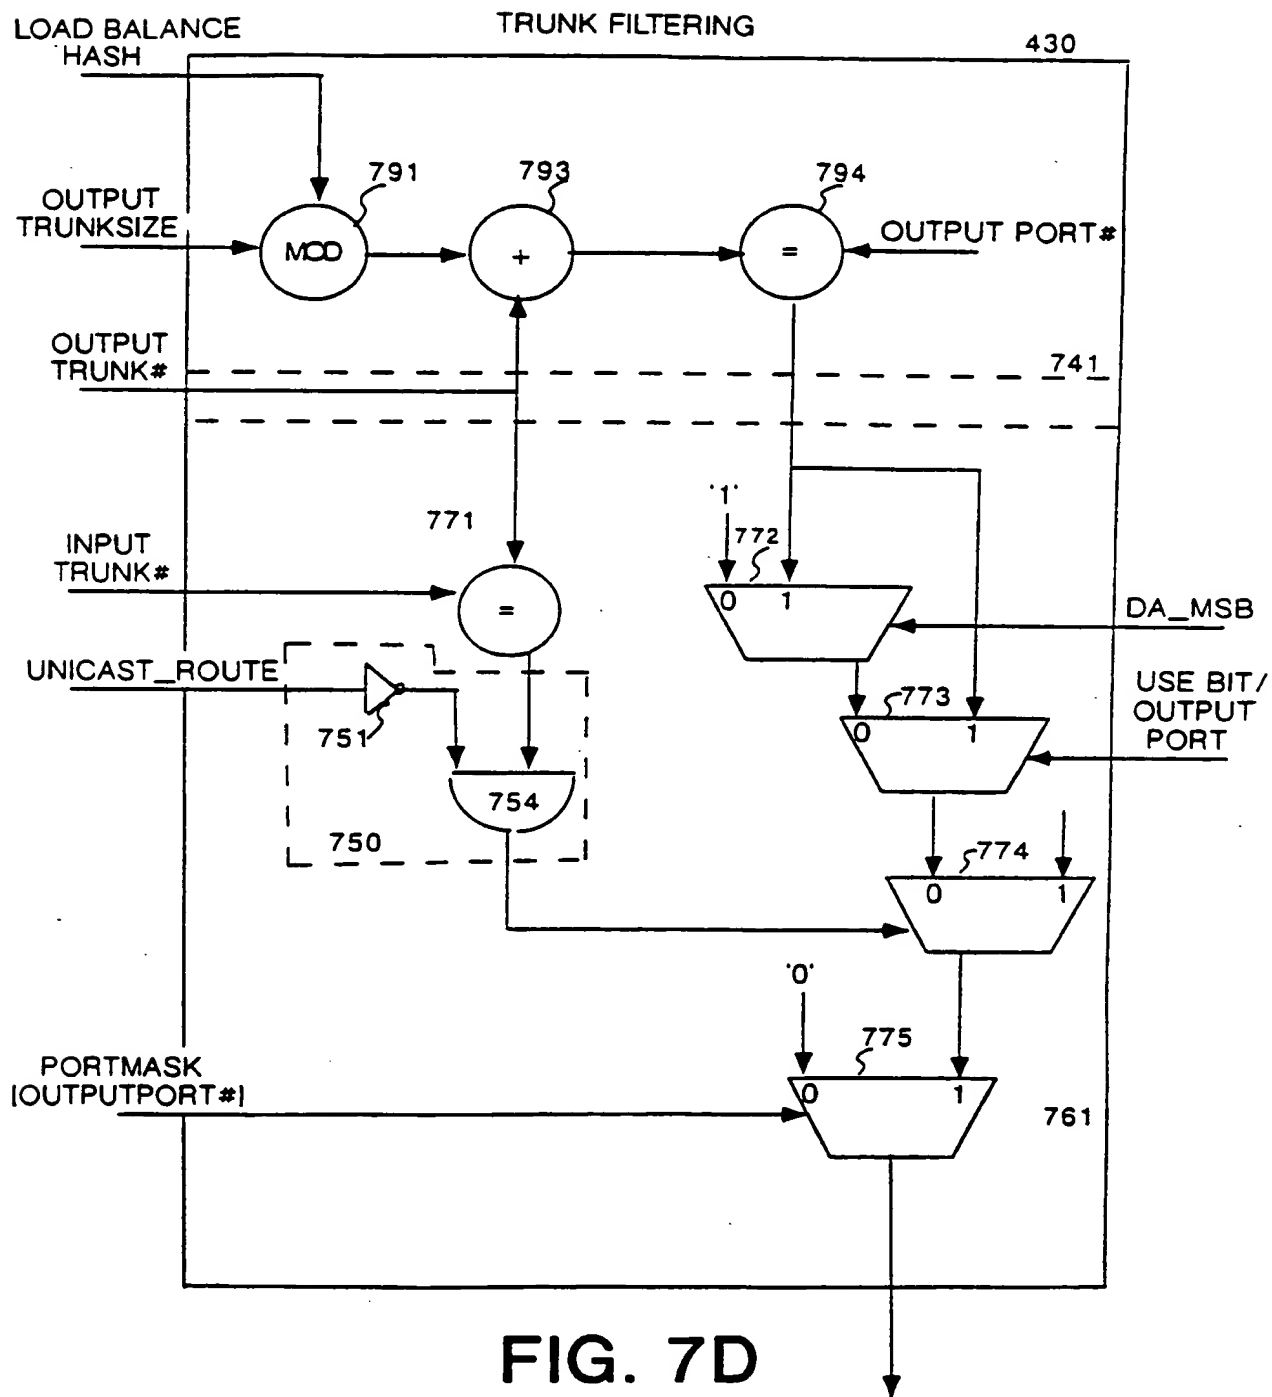 TRUNK FILTERING
430
LOAD BALANCE
HASH
791
793
794
OUTPUT
TRUNKSIZE
MOD
+
=
OUTPUT PORT#
OUTPUT
TRUNK#
741
771
'1'
772
0 1
INPUT
TRUNK#
=
DA_MSB
UNICAST_ROUTE
751
773
0 1
USE BIT/
OUTPUT
PORT
754
750
774
0 1
'0'
775
0 1
PORTMASK
[OUTPUTPORT#]
761
FIG. 7D